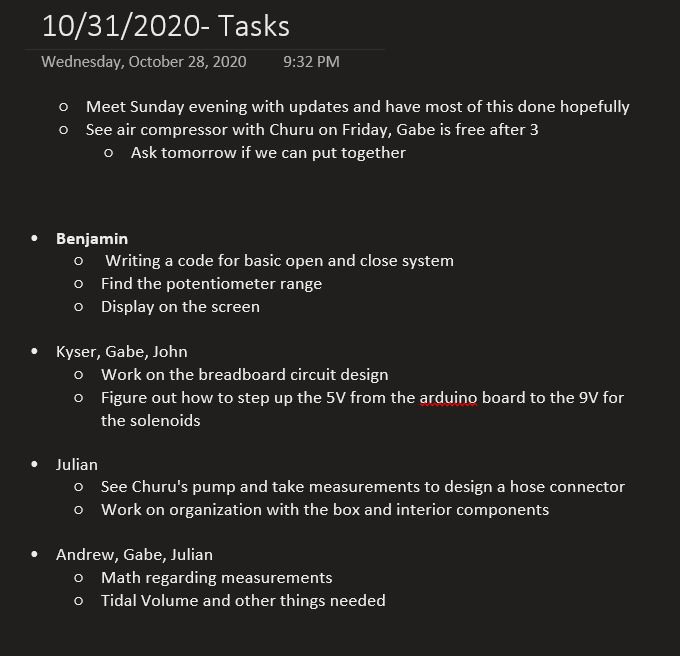 10/31/2020- Tasks
Wednesday, October 28, 2020 9:32 PM
Meet Sunday evening with updates and have most of this done hopefully
See air compressor with Churu on Friday, Gabe is free after 3
Ask tomorrow if we can put together
Benjamin
Writing a code for basic open and close system
Find the potentiometer range
Display on the screen
Kyser, Gabe, John
Work on the breadboard circuit design
Figure out how to step up the 5V from the arduino board to the 9V for
the solenoids
Julian
See Churu's pump and take measurements to design a hose connector
Work on organization with the box and interior components
Andrew, Gabe, Julian
Math regarding measurements
Tidal Volume and other things needed